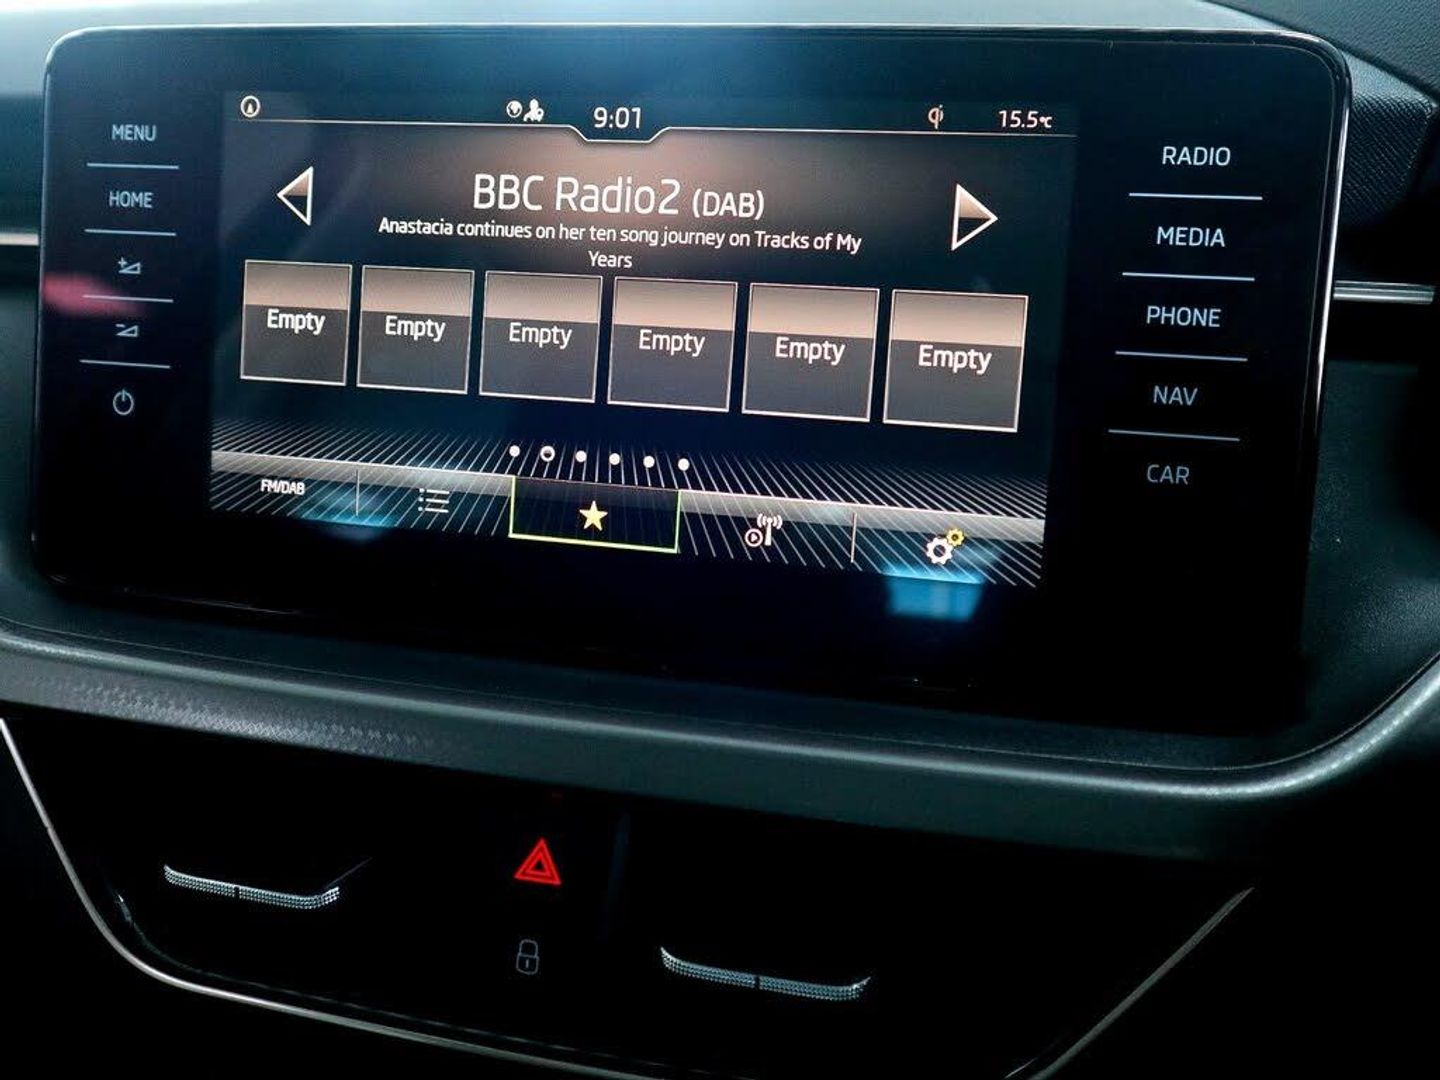 MENU
HOME
9:01
qi
15.5°C
BBC Radio2 (DAB)
Anastacia continues on her ten song journey on Tracks of My
Years
Empty Empty Empty Empty Empty Empty
FM/DAB
RADIO
MEDIA
PHONE
NAV
CAR